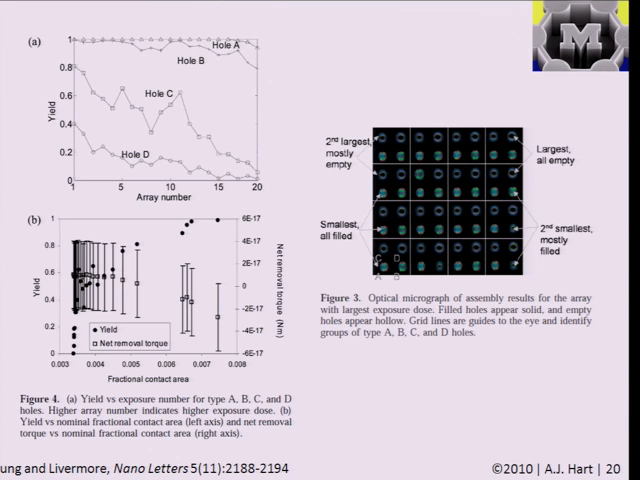 (a)
1
0.8
0.6
0.4
0.2
0
Yield
Hole A
Hole B
Hole C
Hole D
1
5
10
15
20
Array number
(b)
1
0.8
0.6
0.4
0.2
0
Yield
6E-17
4E-17
2E-17
0
-2E-17
-4E-17
-6E-17
Net removal torque (Nm)
Yield
Net removal torque
0.003
0.004
0.005
0.006
0.007
0.008
Fractional contact area
Figure 4. (a) Yield vs exposure number for type A, B, C, and D
holes. Higher array number indicates higher exposure dose. (b)
Yield vs nominal fractional contact area (left axis) and net removal
torque vs nominal fractional contact area (right axis).
M
2nd largest,
mostly
empty
Largest,
all empty
Smallest,
all filled
2nd smallest,
mostly
filled
C D
A B
Figure 3. Optical micrograph of assembly results for the array
with largest exposure dose. Filled holes appear solid, and empty
holes appear hollow. Grid lines are guides to the eye and identify
groups of type A, B, C, and D holes.
ung and Livermore, Nano Letters 5(11):2188-2194
©2010 | A.J. Hart | 20